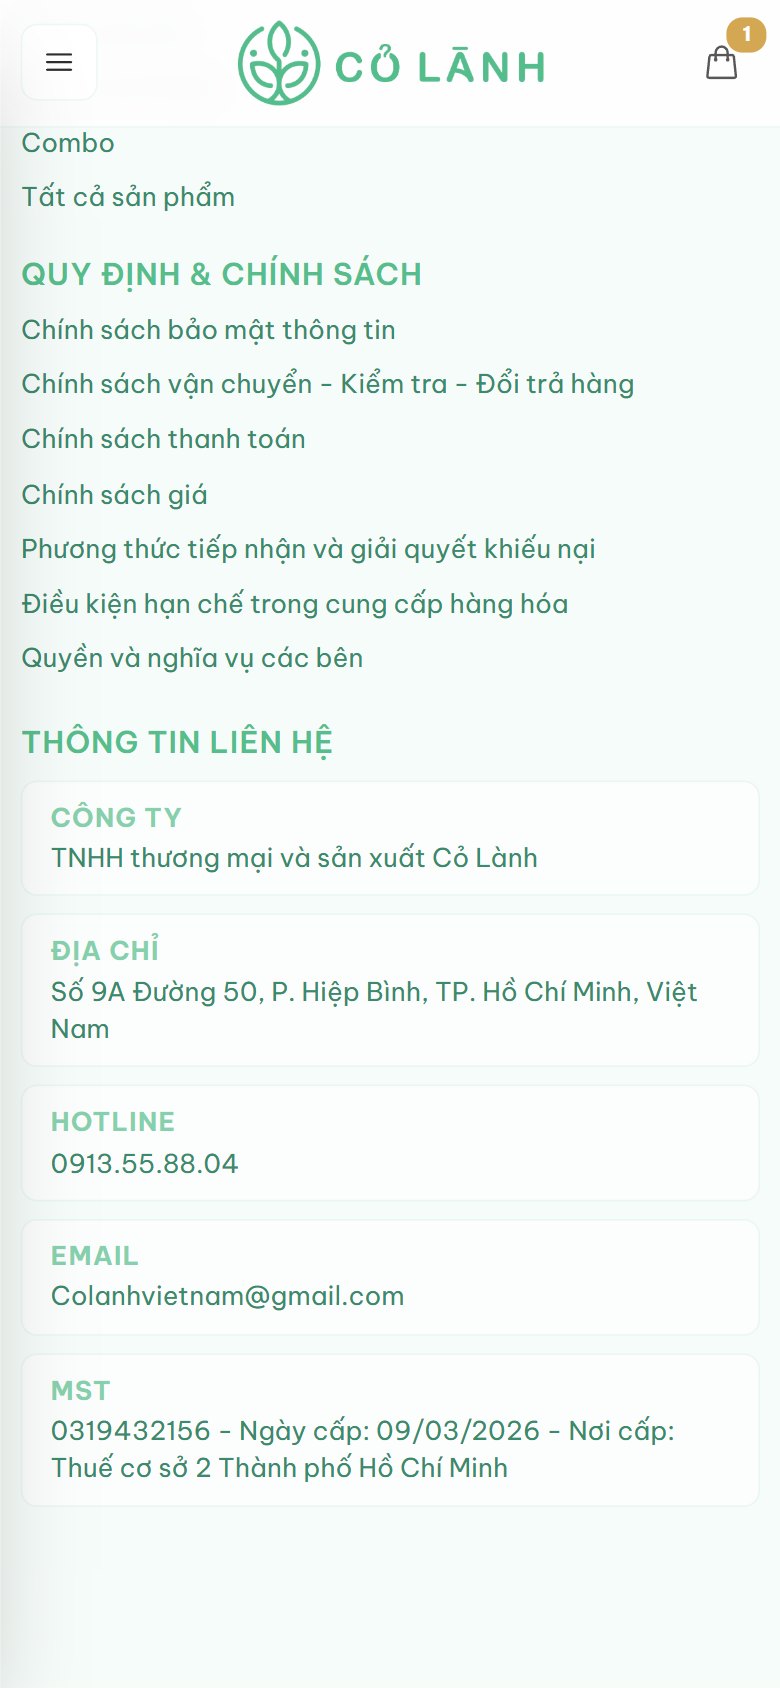 CỎ LÃNH
1
Combo
Tất cả sản phẩm
QUY ĐỊNH & CHÍNH SÁCH
Chính sách bảo mật thông tin
Chính sách vận chuyển - Kiểm tra - Đổi trả hàng
Chính sách thanh toán
Chính sách giá
Phương thức tiếp nhận và giải quyết khiếu nại
Điều kiện hạn chế trong cung cấp hàng hóa
Quyền và nghĩa vụ các bên
THÔNG TIN LIÊN HỆ
CÔNG TY
TNHH thương mại và sản xuất Cỏ Lành
ĐỊA CHỈ
Số 9A Đường 50, P. Hiệp Bình, TP. Hồ Chí Minh, Việt
Nam
HOTLINE
0913.55.88.04
EMAIL
Colanhvietnam@gmail.com
MST
0319432156 - Ngày cấp: 09/03/2026 - Nơi cấp:
Thuế cơ sở 2 Thành phố Hồ Chí Minh